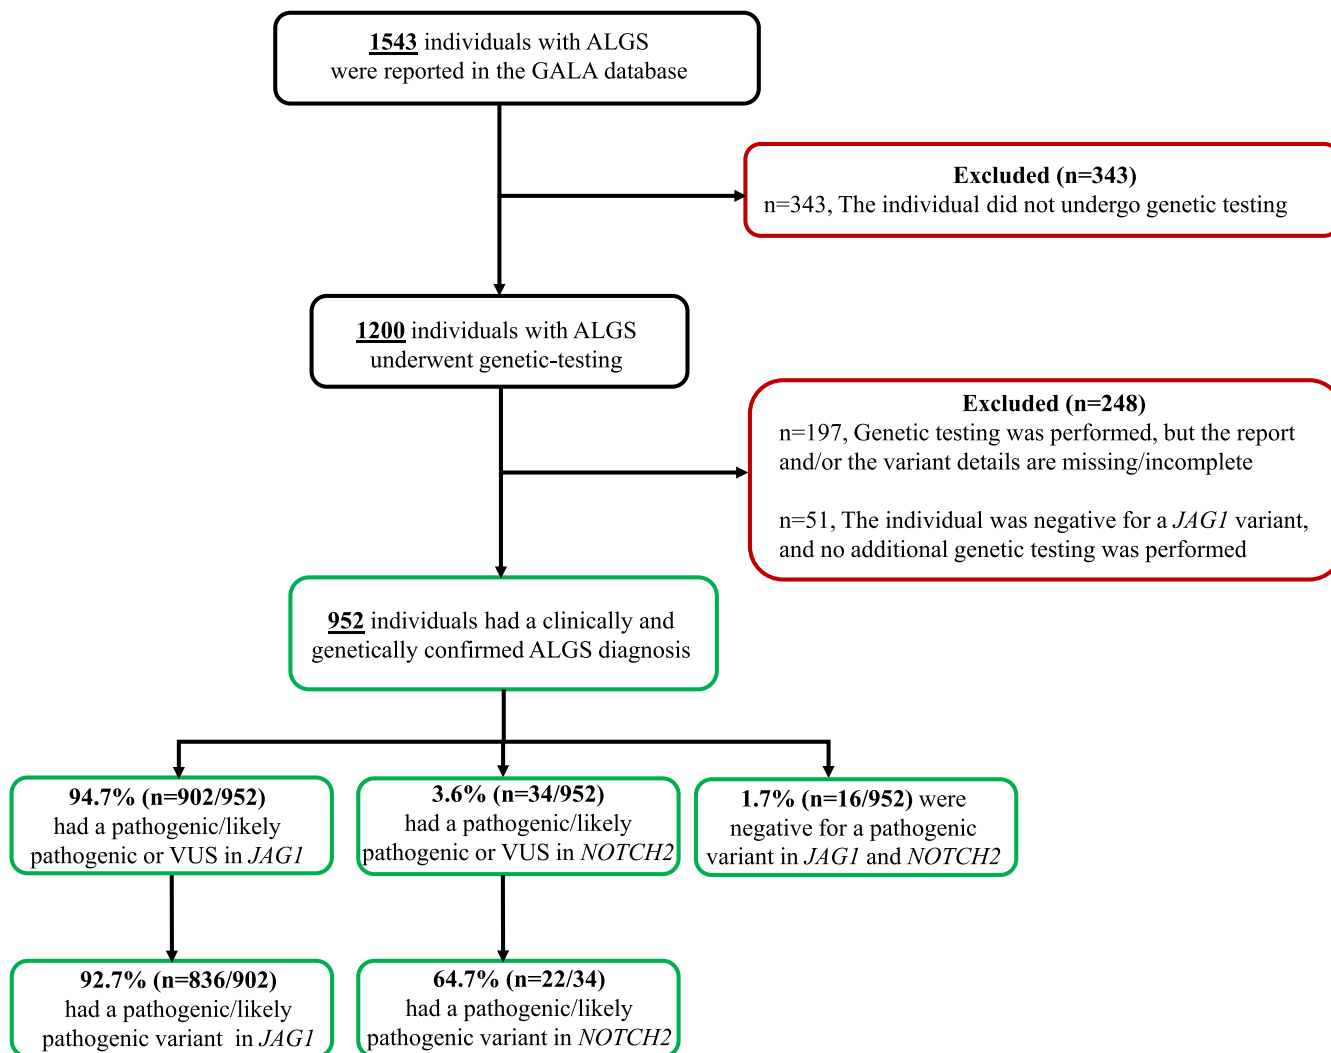 1543 individuals with ALGS
were reported in the GALA database
Excluded (n=343)
n=343, The individual did not undergo genetic testing
1200 individuals with ALGS
underwent genetic-testing
Excluded (n=248)
n=197, Genetic testing was performed, but the report
and/or the variant details are missing/incomplete
n=51, The individual was negative for a JAG1 variant,
and no additional genetic testing was performed
952 individuals had a clinically and
genetically confirmed ALGS diagnosis
94.7% (n=902/952)
had a pathogenic/likely
pathogenic or VUS in JAG1
3.6% (n=34/952)
had a pathogenic/likely
pathogenic or VUS in NOTCH2
1.7% (n=16/952) were
negative for a pathogenic
variant in JAG1 and NOTCH2
92.7% (n=836/902)
had a pathogenic/likely
pathogenic variant in JAG1
64.7% (n=22/34)
had a pathogenic/likely
pathogenic variant in NOTCH2